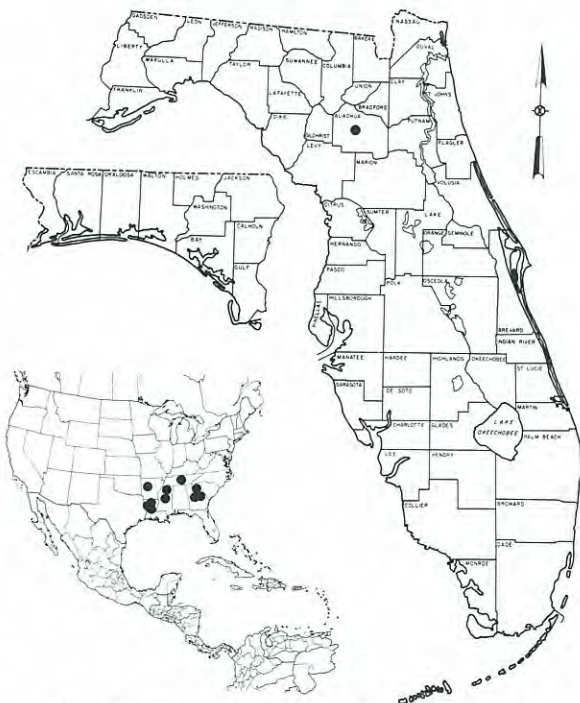 GADSDEN
LEON
JEFFERSON
MADISON
HAMILTON
NASSAU
LIBERTY
WAKULLA
TAYLOR
SUWANNEE
COLUMBIA
BAKER
DUVAL
FRANKLIN
LAFAYETTE
UNION
BRADFORD
CLAY
ST JOHNS
DIXIE
GILCHRIST
ALACHUA
PUTNAM
LEVY
FLAGLER
MARION
VOLUSIA
ESCAMBIA
SANTA ROSA
OKALOOSA
WALTON
HOLMES
JACKSON
WASHINGTON
BAY
CALHOUN
GULF
CITRUS
SUMTER
LAKE
HERNANDO
ORANGE
SEMINOLE
PASCO
OSCEOLA
PINELLAS
HILLSBOROUGH
POLK
BREVARD
INDIAN RIVER
MANATEE
HARDEE
HIGHLANDS
OKEECHOBEE
ST LUCIE
SARASOTA
DE SOTO
MARTIN
CHARLOTTE
GLADES
LAKE
OKEECHOBEE
PALM BEACH
LEE
HENDRY
COLLIER
BROWARD
DADE
MONROE